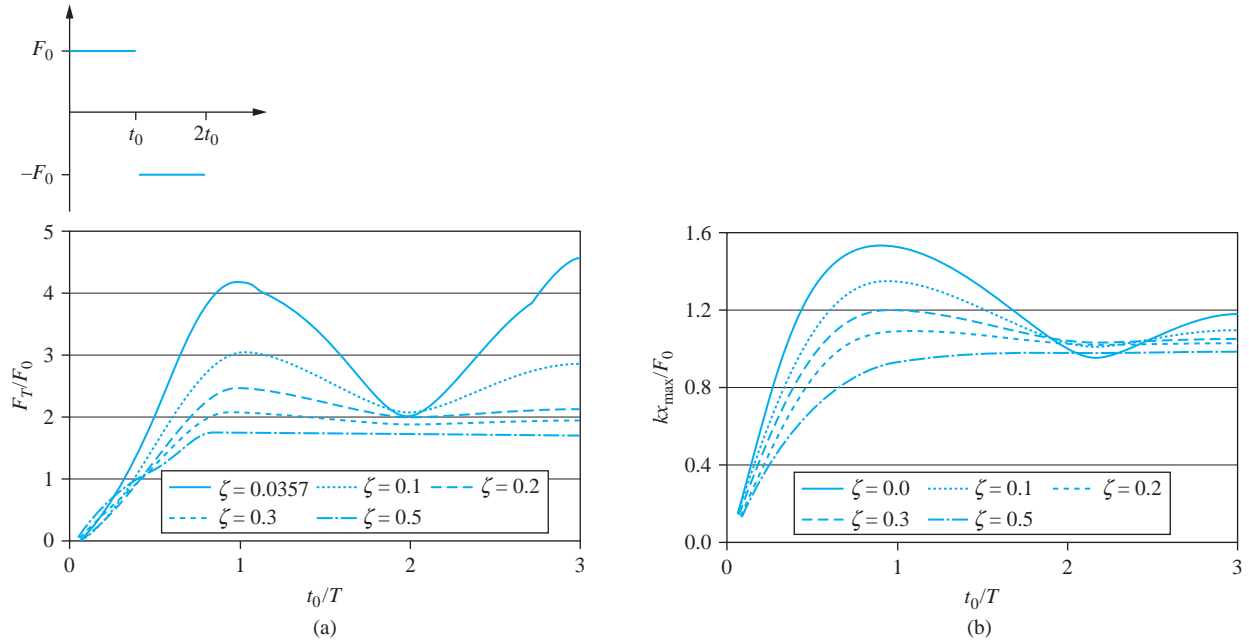 F₀
t₀ 2t₀
–F₀
5
4
3
2
1
0
F_T/F₀
ζ = 0.0357 ζ = 0.1 ζ = 0.2
ζ = 0.3 ζ = 0.5
0 1 2 3
t₀/T
(a)
1.6
1.2
0.8
0.4
0.0
kx_max/F₀
ζ = 0.0 ζ = 0.1 ζ = 0.2
ζ = 0.3 ζ = 0.5
0 1 2 3
t₀/T
(b)